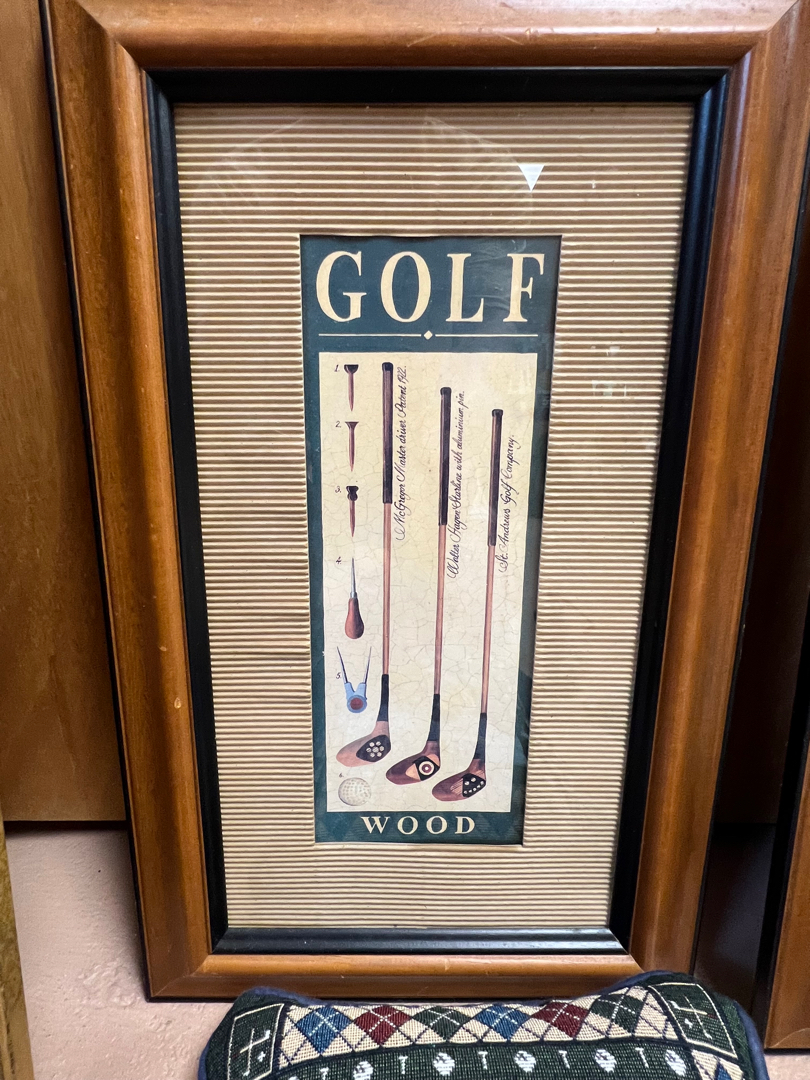 GOLF
1.
2.
3.
4.
5.
6.
McGregor Master driver. Patent 1922.
Walter Hagen Starline with aluminium pin.
St. Andrews Golf Company.
WOOD